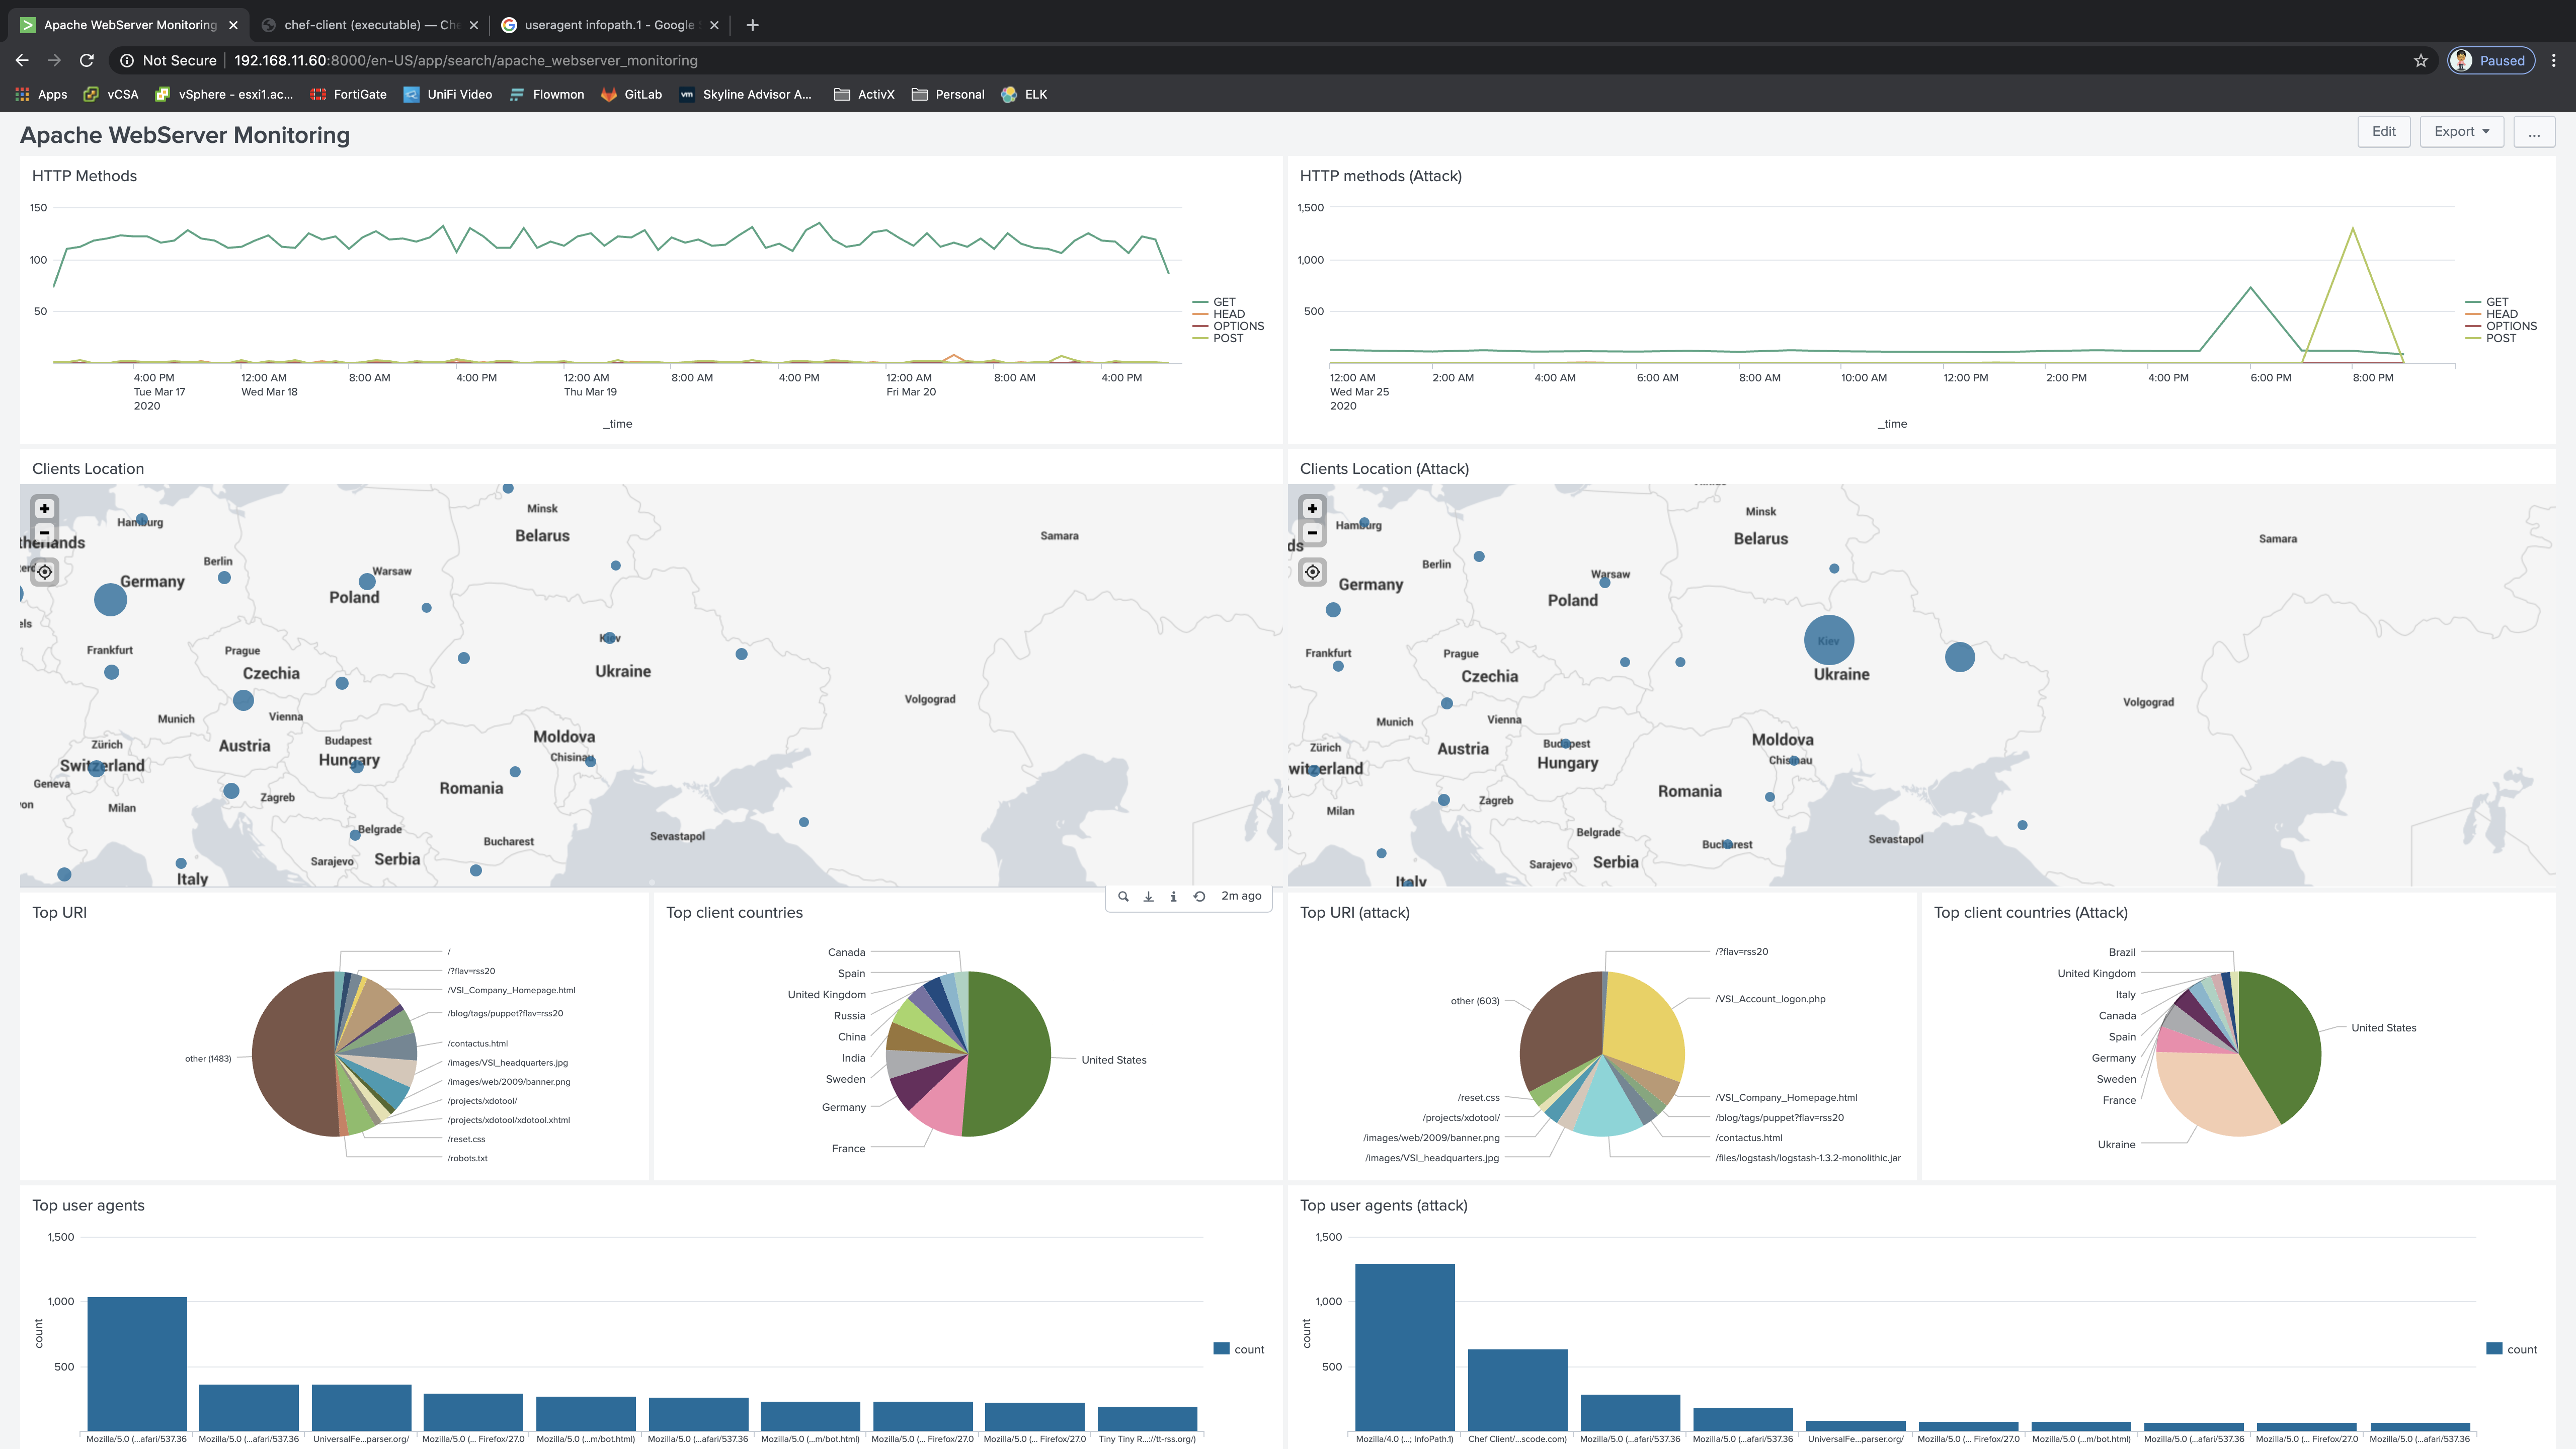 Apache WebServer Monitoring
chef-client (executable) — Che
useragent infopath.1 - Google
Not Secure
192.168.11.60:8000/en-US/app/search/apache_webserver_monitoring
Paused
Apps
vCSA
vSphere - esxi1.ac...
FortiGate
UniFi Video
Flowmon
GitLab
vm
Skyline Advisor A...
ActivX
Personal
ELK
Apache WebServer Monitoring
Edit
Export
...
HTTP Methods
150
100
50
GET
HEAD
OPTIONS
POST
4:00 PM
12:00 AM
8:00 AM
4:00 PM
12:00 AM
8:00 AM
4:00 PM
12:00 AM
8:00 AM
4:00 PM
Tue Mar 17
Wed Mar 18
Thu Mar 19
Fri Mar 20
2020
_time
HTTP methods (Attack)
1,500
1,000
500
GET
HEAD
OPTIONS
POST
12:00 AM
2:00 AM
4:00 AM
6:00 AM
8:00 AM
10:00 AM
12:00 PM
2:00 PM
4:00 PM
6:00 PM
8:00 PM
Wed Mar 25
2020
_time
Clients Location
Minsk
Hamburg
Belarus
Samara
therlands
Berlin
Warsaw
Germany
Poland
els
Kiev
Frankfurt
Prague
Czechia
Ukraine
Volgograd
Munich
Vienna
Moldova
Zürich
Budapest
Austria
Chisinau
Hungary
Switzerland
Geneva
Romania
Zagreb
Milan
on
Belgrade
Sevastapol
Bucharest
Sarajevo
Serbia
Italy
Clients Location (Attack)
Minsk
Hamburg
Belarus
Samara
ds
Berlin
Warsaw
Germany
Poland
Kiev
Frankfurt
Prague
Czechia
Ukraine
Volgograd
Munich
Vienna
Moldova
Zürich
Budapest
Austria
Chisinau
Hungary
witzerland
Romania
Zagreb
Milan
Belgrade
Sevastapol
Bucharest
Sarajevo
Serbia
Italy
2m ago
Top URI
/
/?flav=rss20
/VSI_Company_Homepage.html
/blog/tags/puppet?flav=rss20
/contactus.html
other (1483)
/images/VSI_headquarters.jpg
/images/web/2009/banner.png
/projects/xdotool/
/projects/xdotool/xdotool.xhtml
/reset.css
/robots.txt
Top client countries
Canada
Spain
United Kingdom
Russia
China
India
United States
Sweden
Germany
France
Top URI (attack)
/?flav=rss20
other (603)
/VSI_Account_logon.php
/reset.css
/VSI_Company_Homepage.html
/projects/xdotool/
/blog/tags/puppet?flav=rss20
/images/web/2009/banner.png
/contactus.html
/images/VSI_headquarters.jpg
/files/logstash/logstash-1.3.2-monolithic.jar
Top client countries (Attack)
Brazil
United Kingdom
Italy
Canada
United States
Spain
Germany
Sweden
France
Ukraine
Top user agents
1,500
1,000
500
count
count
Mozilla/5.0 (...afari/537.36
Mozilla/5.0 (...afari/537.36
UniversalFe...parser.org/
Mozilla/5.0 (... Firefox/27.0
Mozilla/5.0 (...m/bot.html)
Mozilla/5.0 (...afari/537.36
Mozilla/5.0 (...m/bot.html)
Mozilla/5.0 (... Firefox/27.0
Mozilla/5.0 (... Firefox/27.0
Tiny Tiny R...://tt-rss.org/)
Top user agents (attack)
1,500
1,000
500
count
count
Mozilla/4.0 (...; InfoPath.1)
Chef Client/...scode.com)
Mozilla/5.0 (...afari/537.36
Mozilla/5.0 (...afari/537.36
UniversalFe...parser.org/
Mozilla/5.0 (... Firefox/27.0
Mozilla/5.0 (...m/bot.html)
Mozilla/5.0 (...afari/537.36
Mozilla/5.0 (... Firefox/27.0
Mozilla/5.0 (...afari/537.36